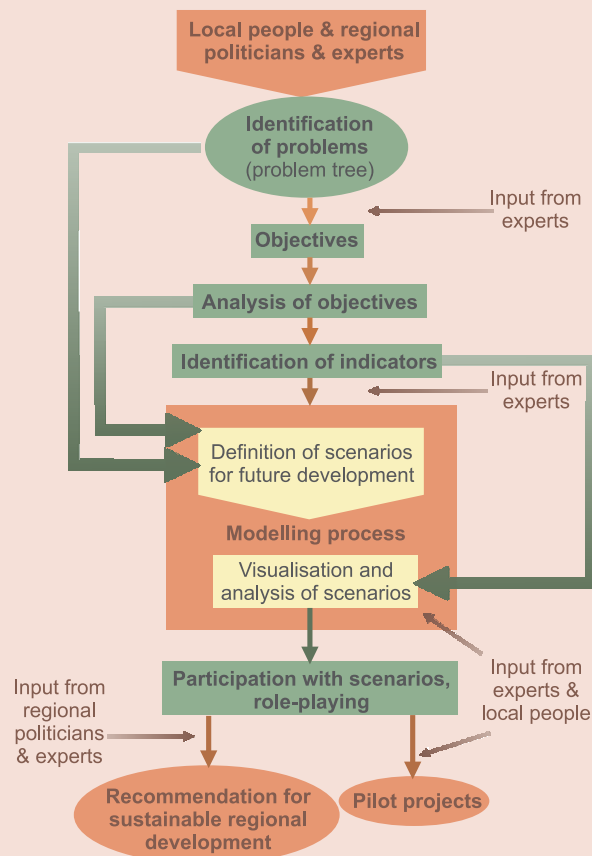 Local people & regional
politicians & experts
Identification
of problems
(problem tree)
Input from
experts
Objectives
Analysis of objectives
Identification of indicators
Input from
experts
Definition of scenarios
for future development
Modelling process
Visualisation and
analysis of scenarios
Participation with scenarios,
role-playing
Input from
experts &
local people
Input from
regional
politicians
& experts
Recommendation for
sustainable regional
development
Pilot projects